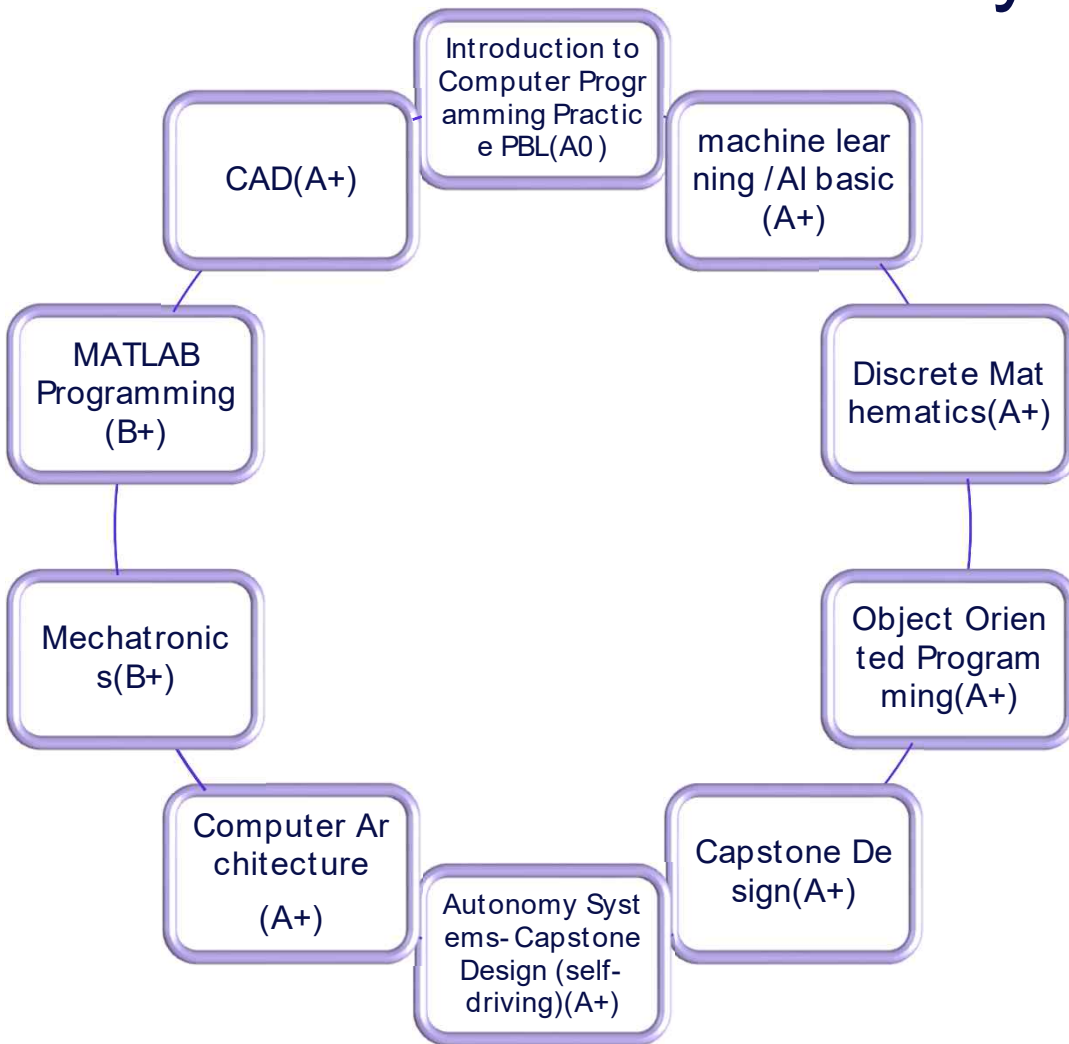 Introduction to
Computer Progr
amming Practic
e PBL(A0)
machine lear
ning /AI basic
(A+)
Discrete Mat
hematics(A+)
Object Orien
ted Program
ming(A+)
Capstone De
sign(A+)
Autonomy Syst
ems-Capstone
Design (self-
driving)(A+)
Computer Ar
chitecture
(A+)
Mechatronic
s(B+)
MATLAB
Programming
(B+)
CAD(A+)